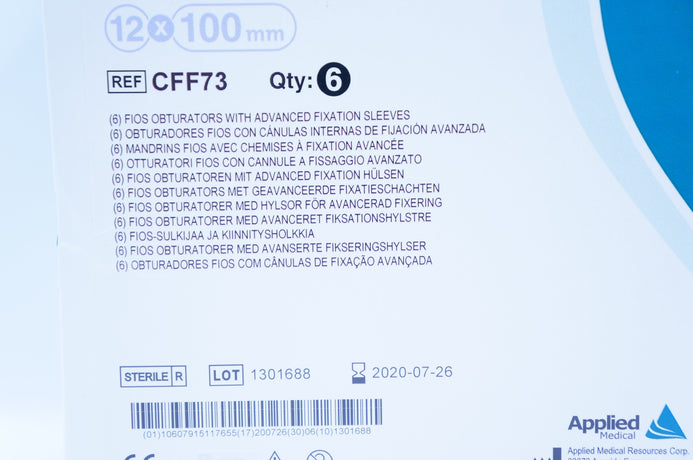 12 x 100 mm
REF CFF73 Qty: 6
(6) FIOS OBTURATORS WITH ADVANCED FIXATION SLEEVES
(6) OBTURADORES FIOS CON CÁNULAS INTERNAS DE FIJACIÓN AVANZADA
(6) MANDRINS FIOS AVEC CHEMISES À FIXATION AVANCÉE
(6) OTTURATORI FIOS CON CANNULE A FISSAGGIO AVANZATO
(6) FIOS OBTURATOREN MIT ADVANCED FIXATION HÜLSEN
(6) FIOS OBTURATORS MET GEAVANCEERDE FIXATIESCHACHTEN
(6) FIOS OBTURATORER MED HYLSOR FÖR AVANCERAD FIXERING
(6) FIOS OBTURATORER MED AVANCERET FIKSATIONSHYLSTRE
(6) FIOS-SULKIJAA JA KIINNITYSHOLKKIA
(6) FIOS OBTURATORER MED AVANSERTE FIKSERINGSHYLSER
(6) OBTURADORES FIOS COM CÂNULAS DE FIXAÇÃO AVANÇADA
STERILE R LOT 1301688 2020-07-26
(01)10607915117655(17)200726(30)06(10)1301688
Applied
Medical
Applied Medical Resources Corp.